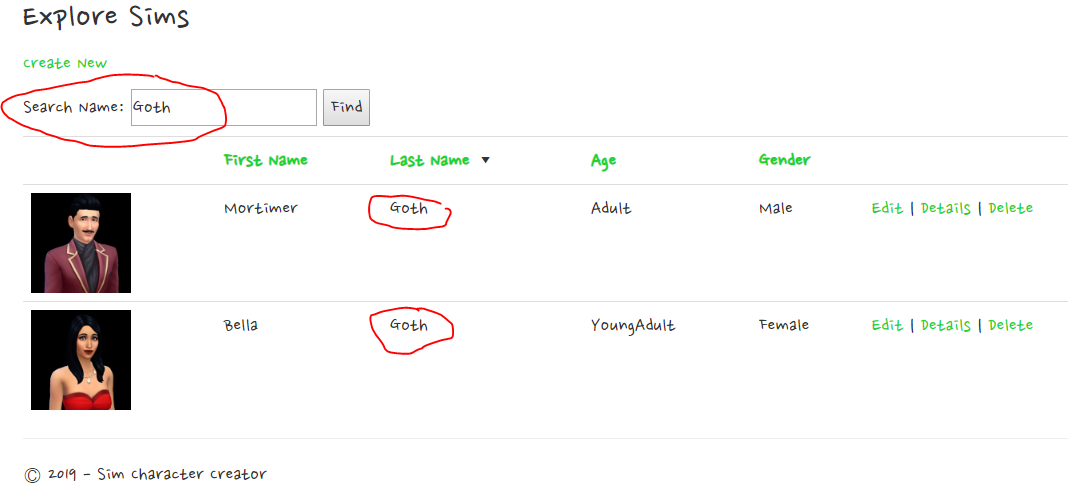 Explore Sims
Create New
Search Name: Goth Find
First Name Last Name ▼ Age Gender
Mortimer Goth Adult Male Edit | Details | Delete
Bella Goth YoungAdult Female Edit | Details | Delete
© 2019 - Sim Character Creator